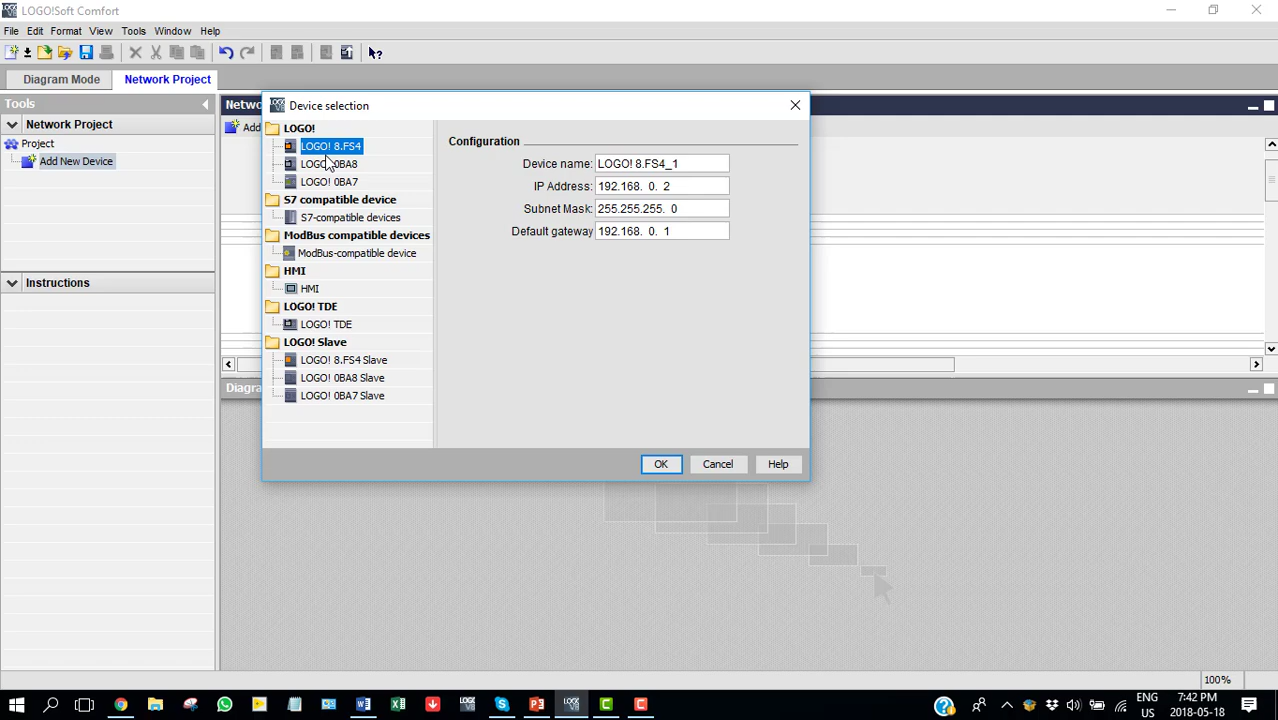 LOGO!Soft Comfort
File Edit Format View Tools Window Help
Diagram Mode Network Project
Tools
Network Project
Project
Add New Device
Instructions
Device selection
LOGO!
LOGO! 8.FS4
LOGO! 0BA8
LOGO! 0BA7
S7 compatible device
S7-compatible devices
ModBus compatible devices
ModBus-compatible device
HMI
HMI
LOGO! TDE
LOGO! TDE
LOGO! Slave
LOGO! 8.FS4 Slave
LOGO! 0BA8 Slave
LOGO! 0BA7 Slave
Configuration
Device name: LOGO! 8.FS4_1
IP Address: 192.168. 0. 2
Subnet Mask: 255.255.255. 0
Default gateway 192.168. 0. 1
OK Cancel Help
Add
100%
ENG 7:42 PM
US 2018-05-18